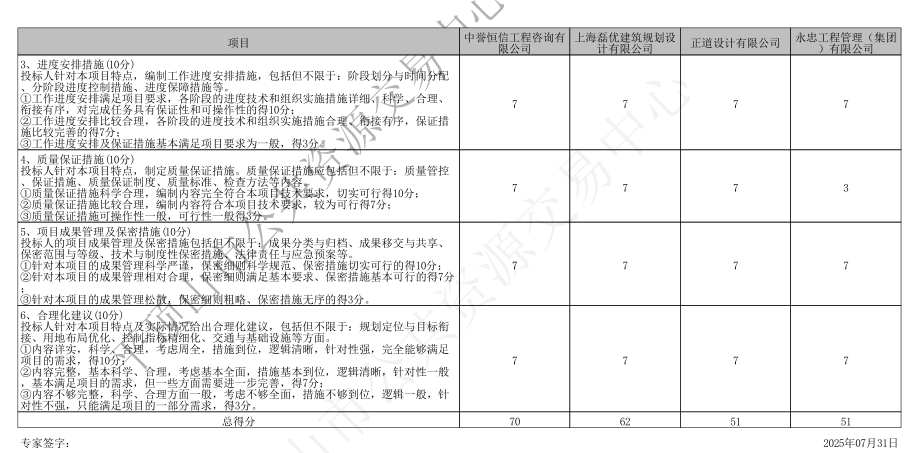 项目
中誉恒信工程咨询有
限公司
上海磊优建筑规划设
计有限公司
正道设计有限公司
永忠工程管理（集团
）有限公司
3、进度安排措施(10分)
投标人针对本项目特点，编制工作进度安排措施，包括但不限于：阶段划分与时间分配
、分阶段进度控制措施、进度保障措施等。
①工作进度安排满足项目要求，各阶段的进度技术和组织实施措施详细、科学、合理、
衔接有序，对完成任务具有保证性和可操作性的得10分；
②工作进度安排比较合理，各阶段的进度技术和组织实施措施合理、衔接有序，保证措
施比较完善的得7分；
③工作进度安排及保证措施基本满足项目要求为一般，得3分。
7
7
7
7
4、质量保证措施(10分)
投标人针对本项目特点，制定质量保证措施。质量保证措施应包括但不限于：质量管控
、保证措施、质量保证制度、质量标准、检查方法等内容。
①质量保证措施科学合理，编制内容完全符合本项目技术要求，切实可行得10分；
②质量保证措施比较合理，编制内容符合本项目技术要求，较为可行得7分；
③质量保证措施可操作性一般，可行性一般得3分。
7
7
7
3
5、项目成果管理及保密措施(10分)
投标人的项目成果管理及保密措施包括但不限于：成果分类与归档、成果移交与共享、
保密范围与等级、技术与制度性保密措施、法律责任与应急预案等。
①针对本项目的成果管理科学严谨，保密细则科学规范、保密措施切实可行的得10分；
②针对本项目的成果管理相对合理，保密细则满足基本要求、保密措施基本可行的得7分
；
③针对本项目的成果管理松散，保密细则粗略、保密措施无序的得3分。
7
7
7
7
6、合理化建议(10分)
投标人针对本项目特点及实际情况给出合理化建议，包括但不限于：规划定位与目标衔
接、用地布局优化、控制指标精细化、交通与基础设施等方面。
①内容详实，科学、合理，考虑周全，措施到位，逻辑清晰，针对性强，完全能够满足
项目的需求，得10分；
②内容完整，基本科学、合理，考虑基本全面，措施基本到位，逻辑清晰，针对性一般
，基本满足项目的需求，但一些方面需要进一步完善，得7分；
③内容不够完整，科学、合理方面一般，考虑不够全面，措施不够到位，逻辑一般，针
对性不强，只能满足项目的一部分需求，得3分。
7
7
7
7
总得分
70
62
51
51
专家签字：
2025年07月31日
平顶山市公共资源交易中心
山市公共资源交易中心